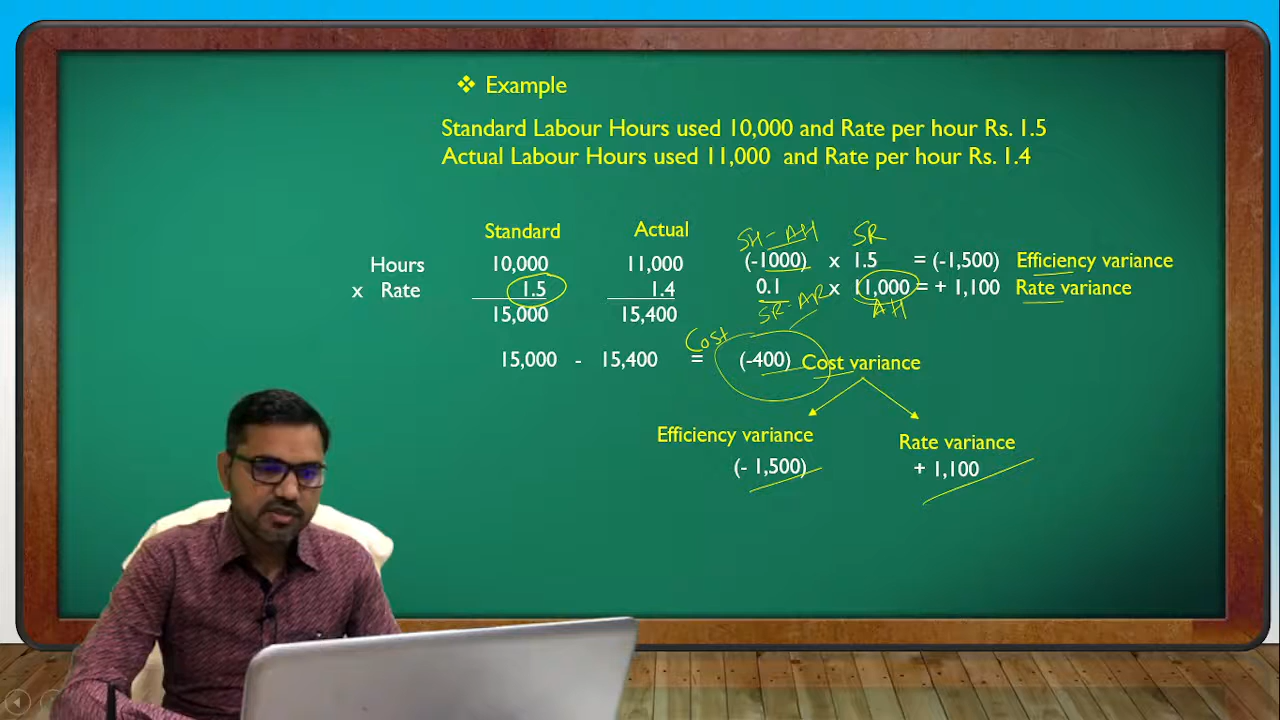 ❖ Example
Standard Labour Hours used 10,000 and Rate per hour Rs. 1.5
Actual Labour Hours used 11,000 and Rate per hour Rs. 1.4
Standard Actual SH - AH SR
Hours 10,000 11,000 (-1000) x 1.5 = (-1,500) Efficiency variance
x Rate 1.5 1.4 0.1 x 11,000 = + 1,100 Rate variance
SR - AR AH
15,000 15,400
Cost
15,000 - 15,400 = (-400) Cost variance
Efficiency variance Rate variance
(- 1,500) + 1,100